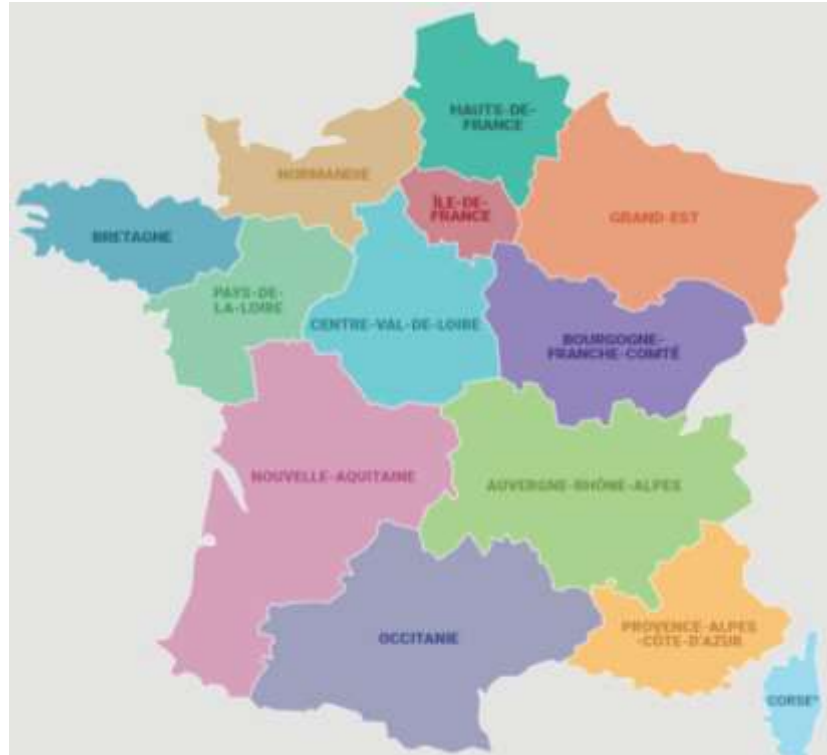 HAUTS-DE-
FRANCE
NORMANDIE
ÎLE-DE-
FRANCE
GRAND-EST
BRETAGNE
PAYS-DE-
LA-LOIRE
CENTRE-VAL-DE-LOIRE
BOURGOGNE-
FRANCHE-COMTÉ
NOUVELLE-AQUITAINE
AUVERGNE-RHÔNE-ALPES
OCCITANIE
PROVENCE-ALPES
-CÔTE-D'AZUR
CORSE*